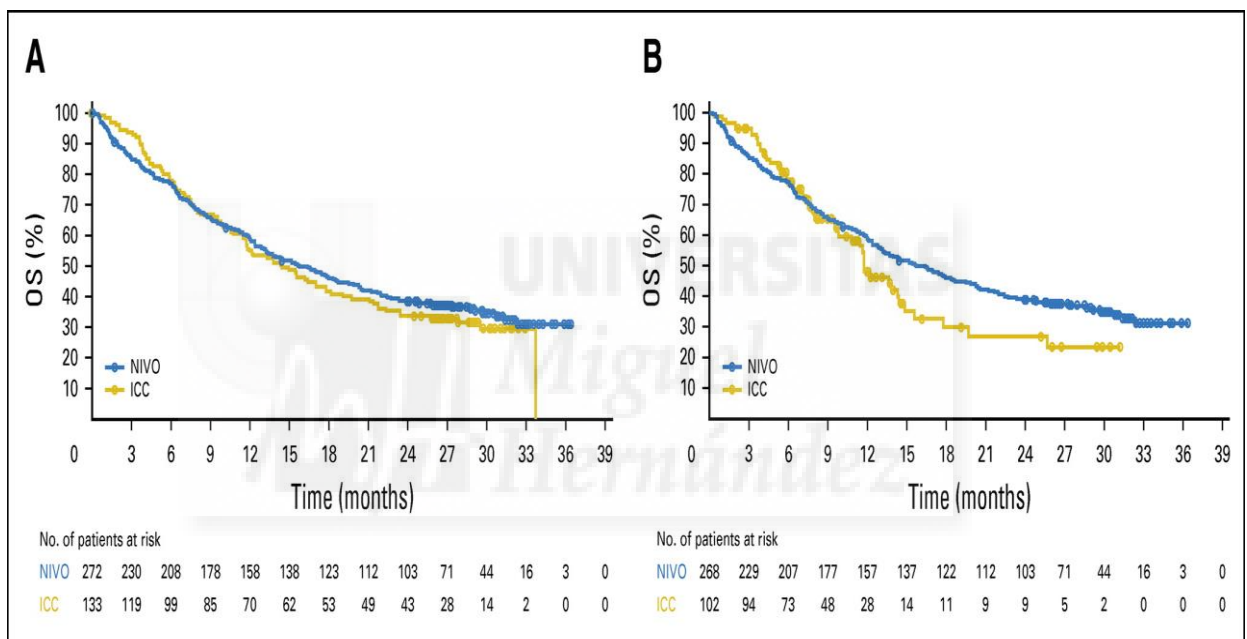 A
100
90
80
70
60
50
40
30
20
10
OS (%)
NIVO
ICC
0 3 6 9 12 15 18 21 24 27 30 33 36 39
Time (months)
No. of patients at risk
NIVO 272 230 208 178 158 138 123 112 103 71 44 16 3 0
ICC 133 119 99 85 70 62 53 49 43 28 14 2 0 0
B
100
90
80
70
60
50
40
30
20
10
OS (%)
NIVO
ICC
0 3 6 9 12 15 18 21 24 27 30 33 36 39
Time (months)
No. of patients at risk
NIVO 268 229 207 177 157 137 122 112 103 71 44 16 3 0
ICC 102 94 73 48 28 14 11 9 9 5 2 0 0 0
UNIVERSITAS
Miguel
Hernández